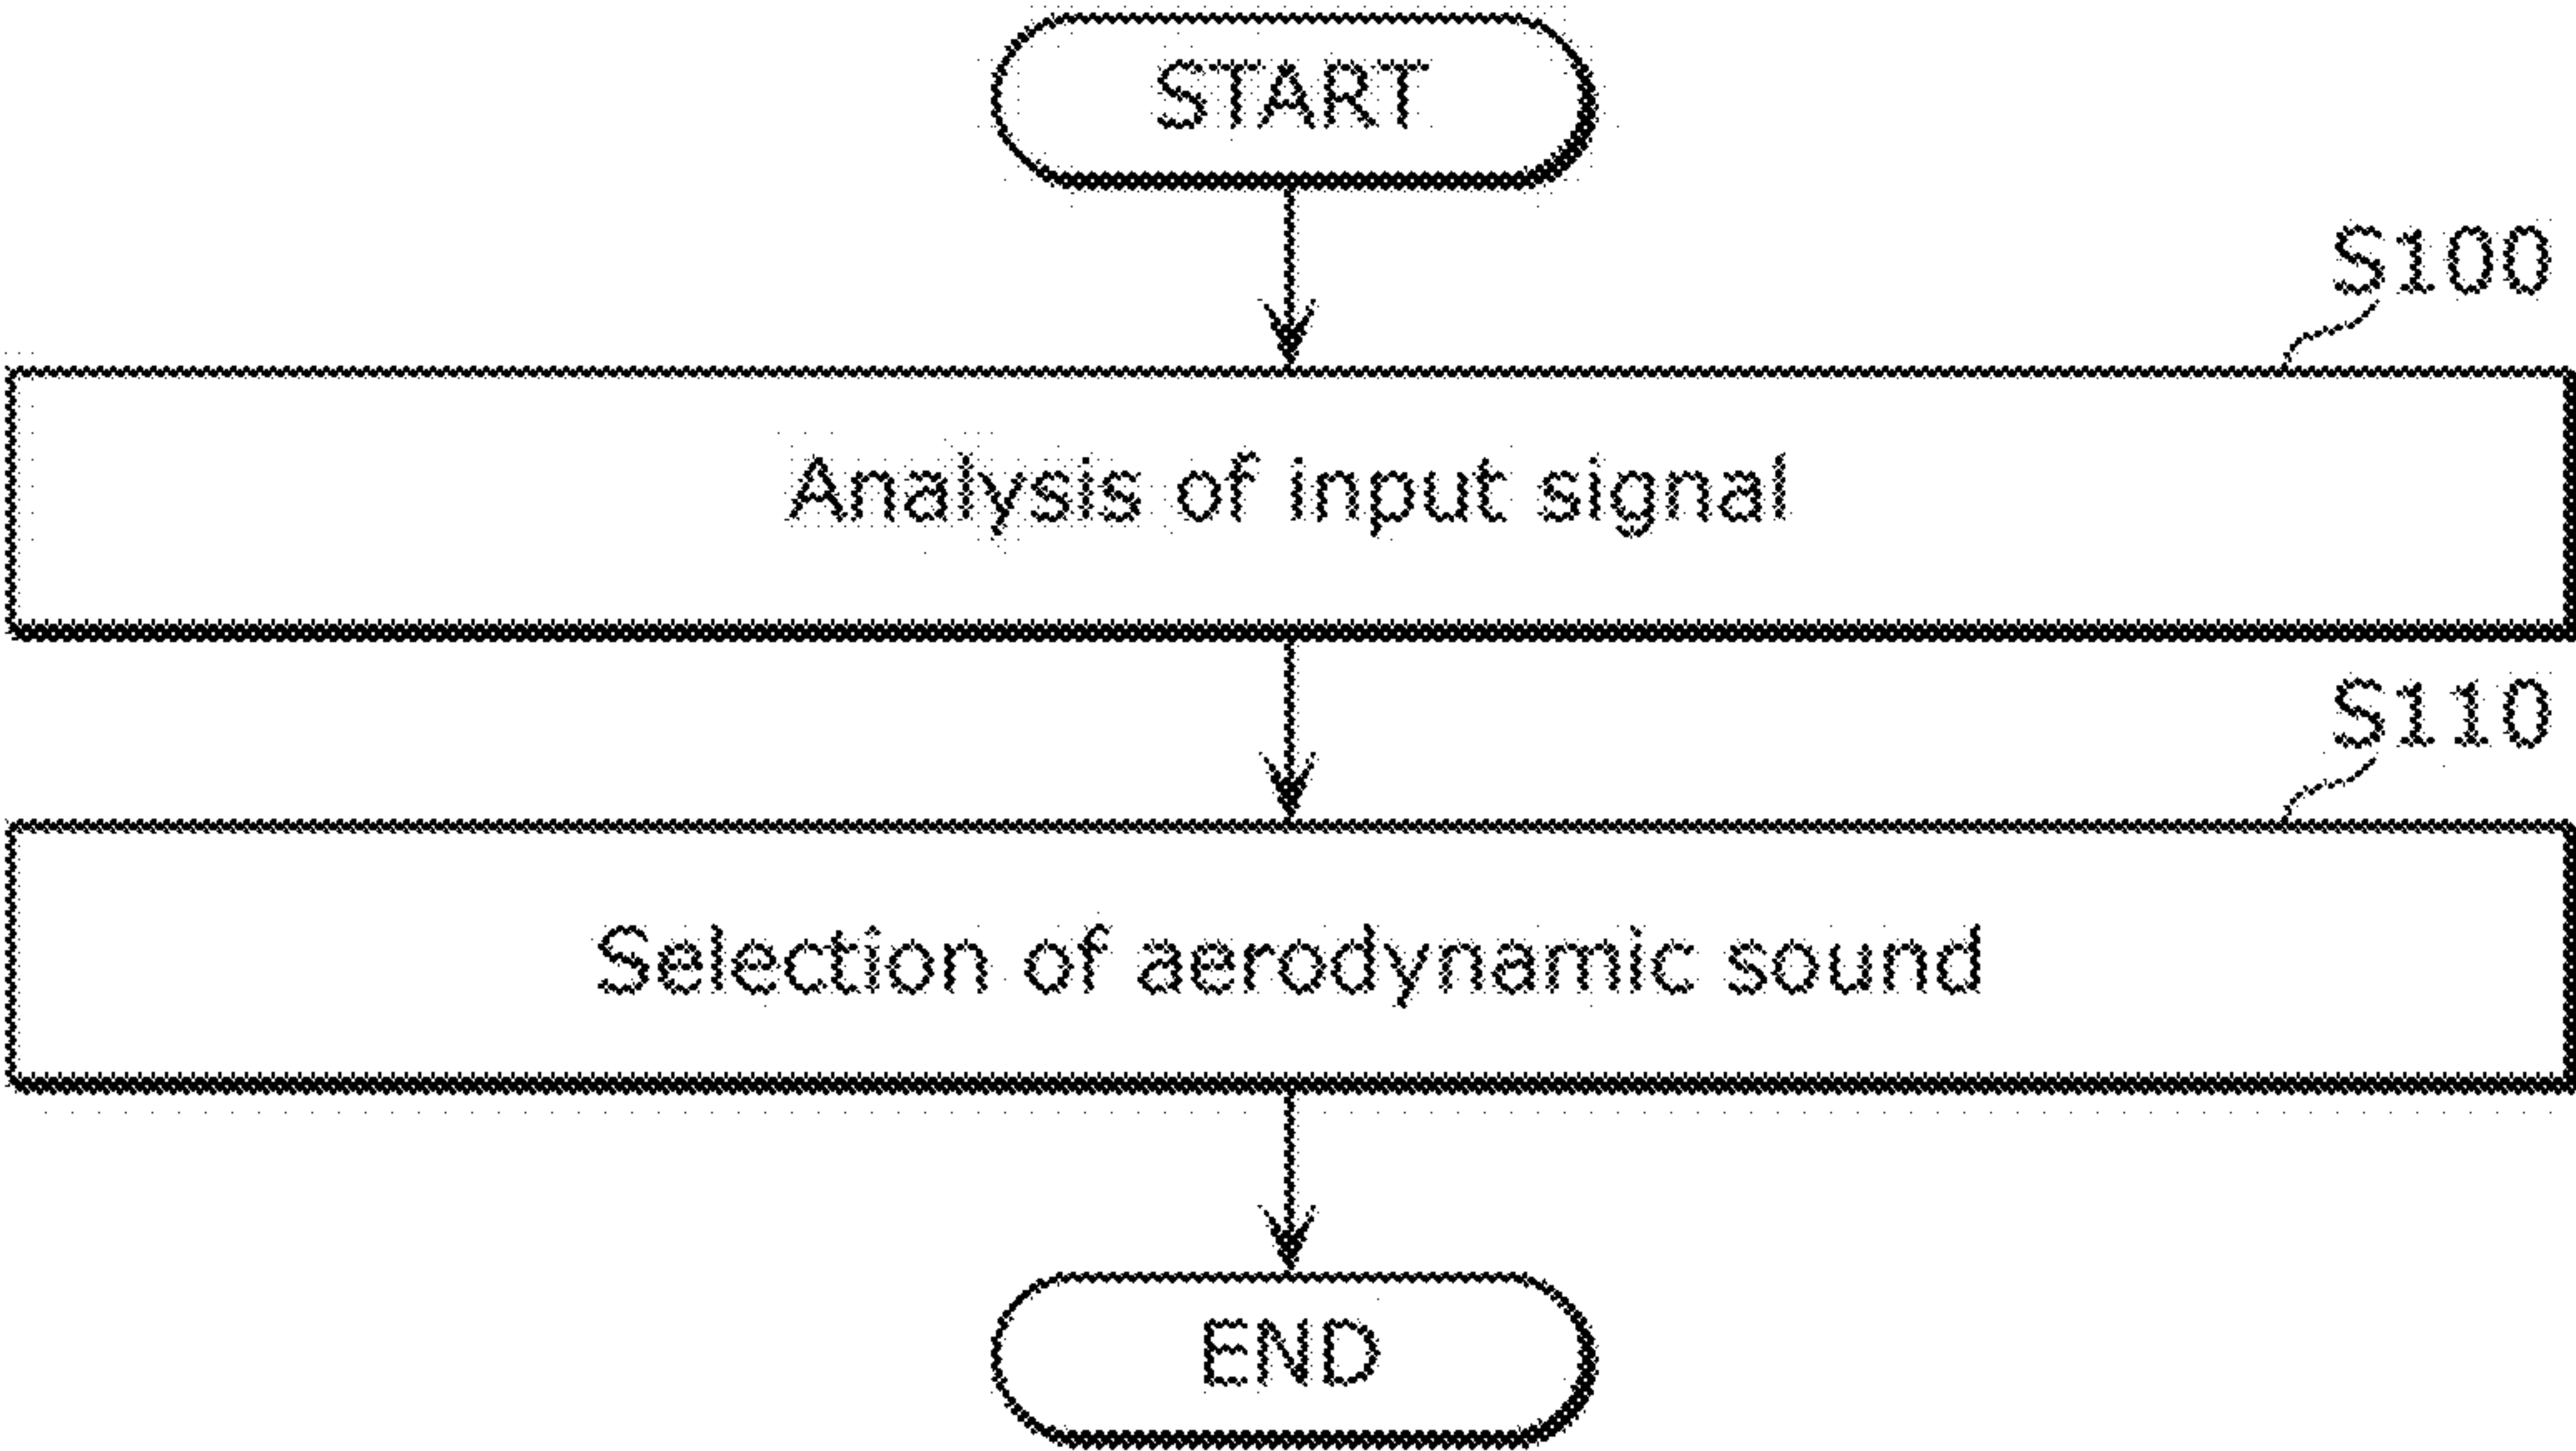 START
S100
Analysis of input signal
S110
Selection of aerodynamic sound
END